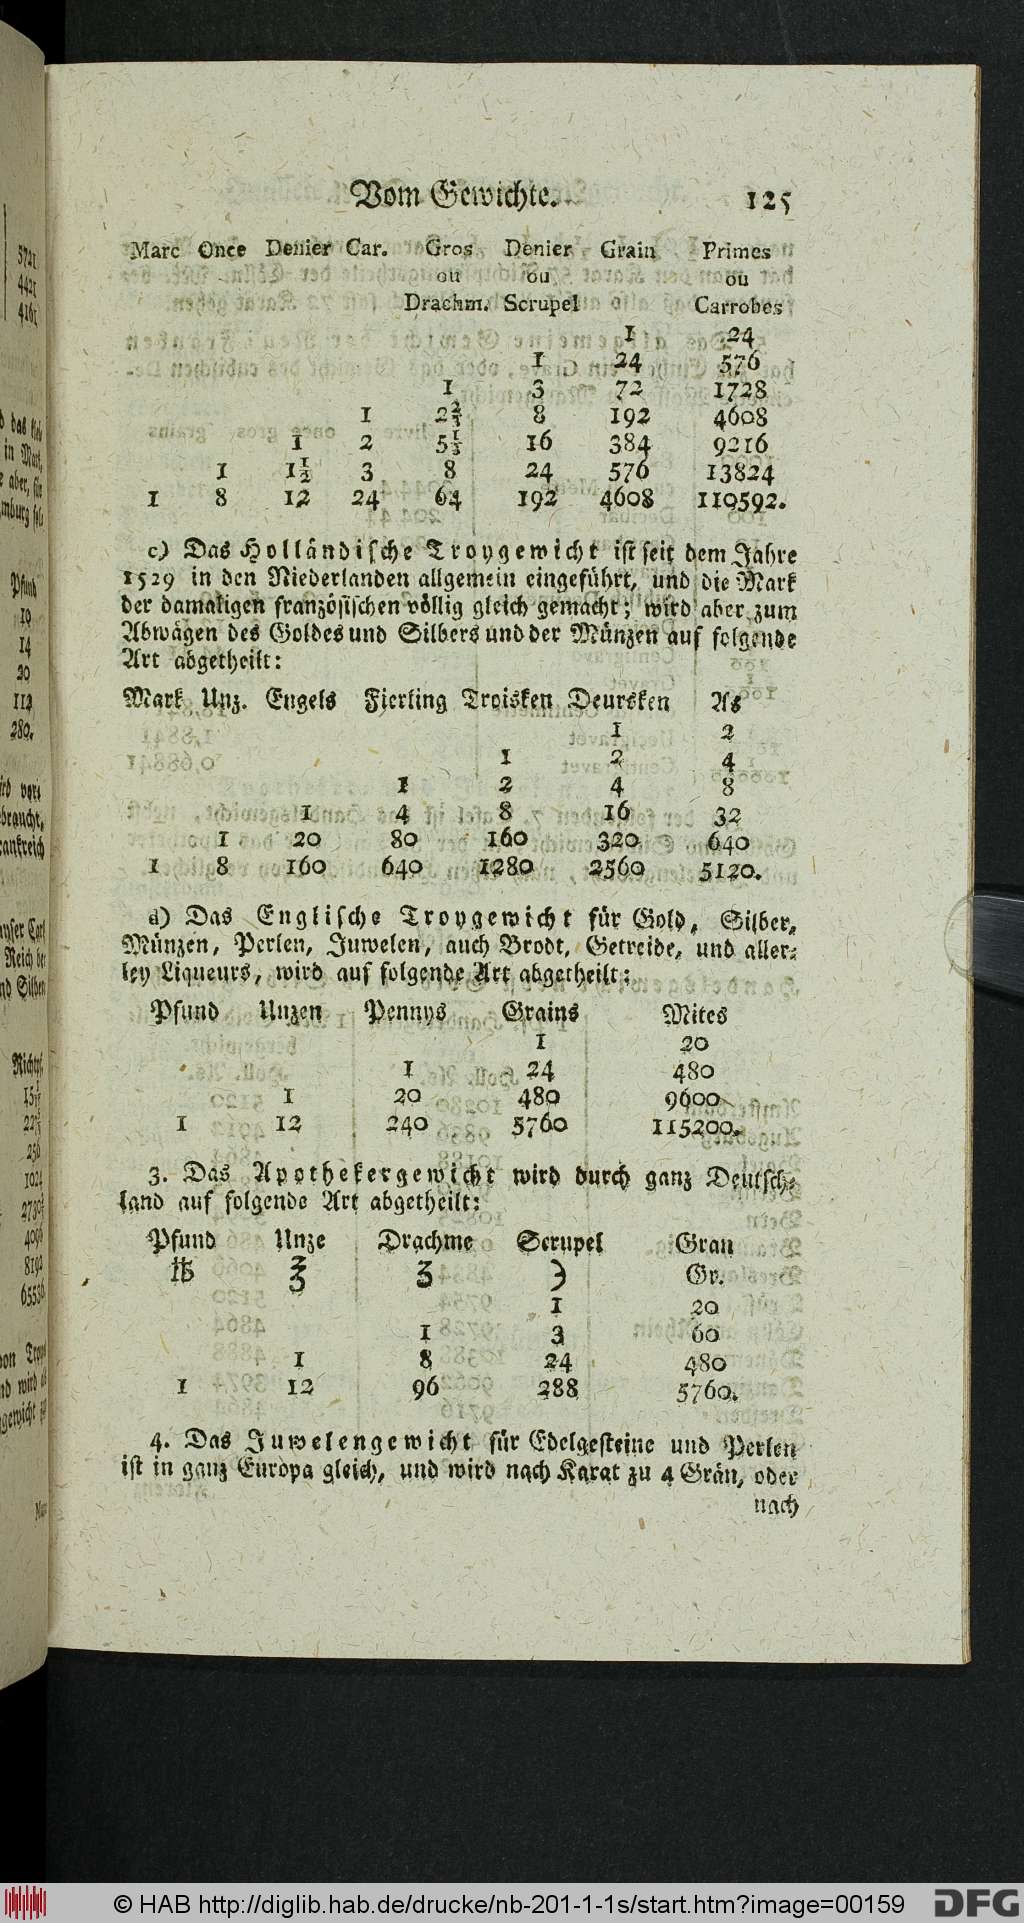 Vom Gewichte. 125
Marc Once Denier Car. Gros Denier Grain Primes
ou ou ou
Drachm. Scrupel Carrobes
1 24
1 24 576
1 3 72 1728
1 2⅔ 8 192 4608
1 2 5⅓ 16 384 9216
1 1½ 3 8 24 576 13824
1 8 12 24 64 192 4608 110592.
c) Das Holländische Troygewicht ist seit dem Jahre
1529 in den Niederlanden allgemein eingeführt, und die Mark
der damaligen französischen völlig gleich gemacht; wird aber zum
Abwägen des Goldes und Silbers und der Münzen auf folgende
Art abgetheilt:
Mark Unz. Engels Fierling Troisken Deursken As
1 2
1 2 4
1 2 4 8
1 4 8 16 32
1 20 80 160 320 640
1 8 160 640 1280 2560 5120.
d) Das Englische Troygewicht für Gold, Silber,
Münzen, Perlen, Juwelen, auch Brodt, Getreide, und aller-
ley Liqueurs, wird auf folgende Art abgetheilt:
Pfund Unzen Pennys Grains Mites
1 20
1 24 480
1 20 480 9600
1 12 240 5760 115200.
3. Das Apothekergewicht wird durch ganz Deutsch-
land auf folgende Art abgetheilt:
Pfund Unze Drachme Scrupel Gran
℔ ℥ ʒ ℈ Gr.
1 20
1 3 60
1 8 24 480
1 12 96 288 5760.
4. Das Juwelengewicht für Edelgesteine und Perlen
ist in ganz Europa gleich, und wird nach Karat zu 4 Grän, oder
nach
Pfund
19
14
20
112
280.
1024
4096
8192
65536
© HAB http://diglib.hab.de/drucke/nb-201-1-1s/start.htm?image=00159
DFG